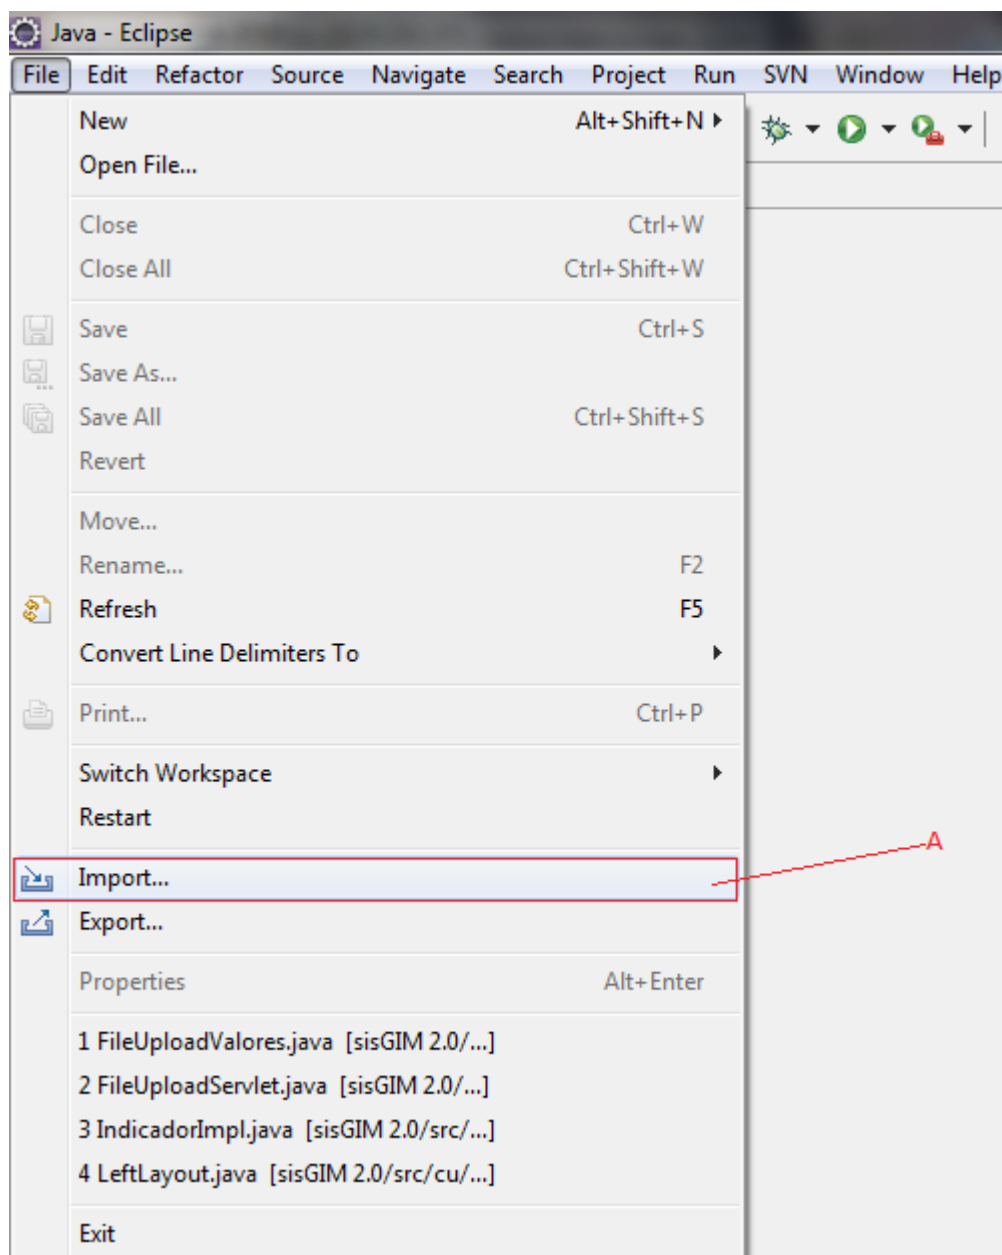 Java - Eclipse
File Edit Refactor Source Navigate Search Project Run SVN Window Help
New Alt+Shift+N
Open File...
Close Ctrl+W
Close All Ctrl+Shift+W
Save Ctrl+S
Save As...
Save All Ctrl+Shift+S
Revert
Move...
Rename... F2
Refresh F5
Convert Line Delimiters To
Print... Ctrl+P
Switch Workspace
Restart
A
Import...
Export...
Properties Alt+Enter
1 FileUploadValores.java [sisGIM 2.0/...]
2 FileUploadServlet.java [sisGIM 2.0/...]
3 IndicadorImpl.java [sisGIM 2.0/src/...]
4 LeftLayout.java [sisGIM 2.0/src/cu/...]
Exit